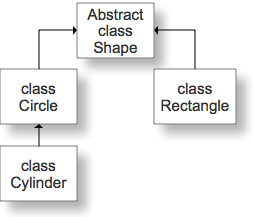 Abstract
class
Shape
class
Circle
class
Rectangle
class
Cylinder